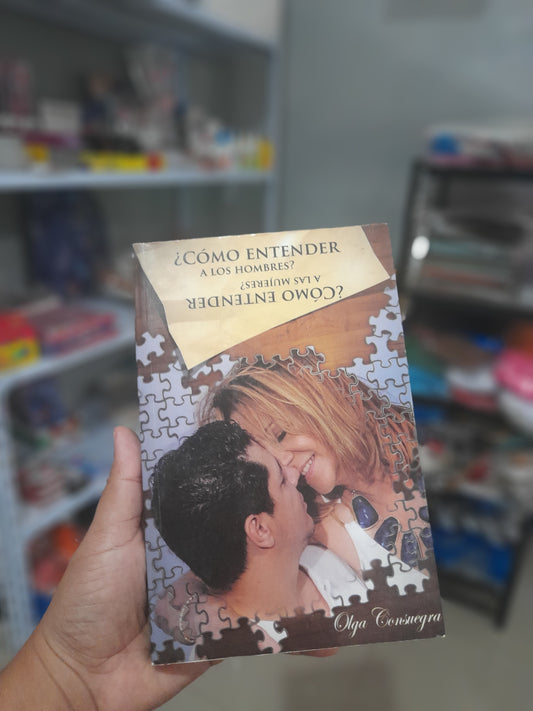 ¿CÓMO ENTENDER
A LOS HOMBRES?
¿CÓMO ENTENDER
A LAS MUJERES?
Olga Consuegra